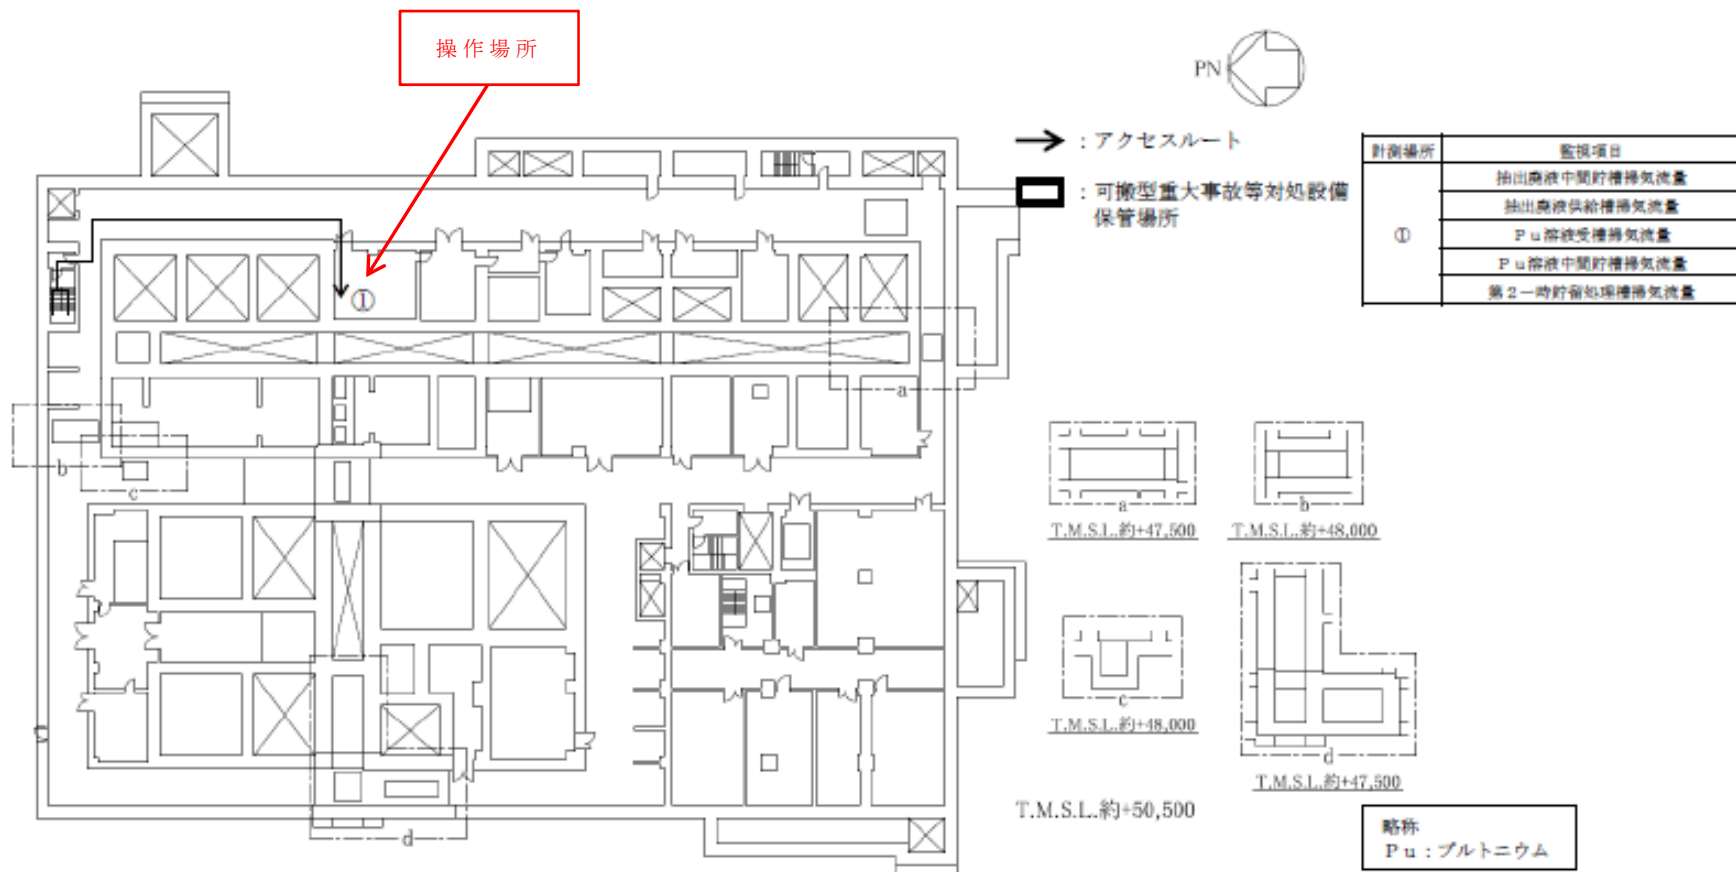 操作場所
PN
：アクセスルート
：可搬型重大事故等対処設備
保管場所
計測場所 監視項目
① 抽出廃液中間貯槽掃気流量
抽出廃液供給槽掃気流量
Ｐｕ溶液受槽掃気流量
Ｐｕ溶液中間貯槽掃気流量
第２一時貯留処理槽掃気流量
①
a
b
c
d
a
T.M.S.L.約+47,500
b
T.M.S.L.約+48,000
c
T.M.S.L.約+48,000
d
T.M.S.L.約+47,500
T.M.S.L.約+50,500
略称
Ｐｕ：プルトニウム